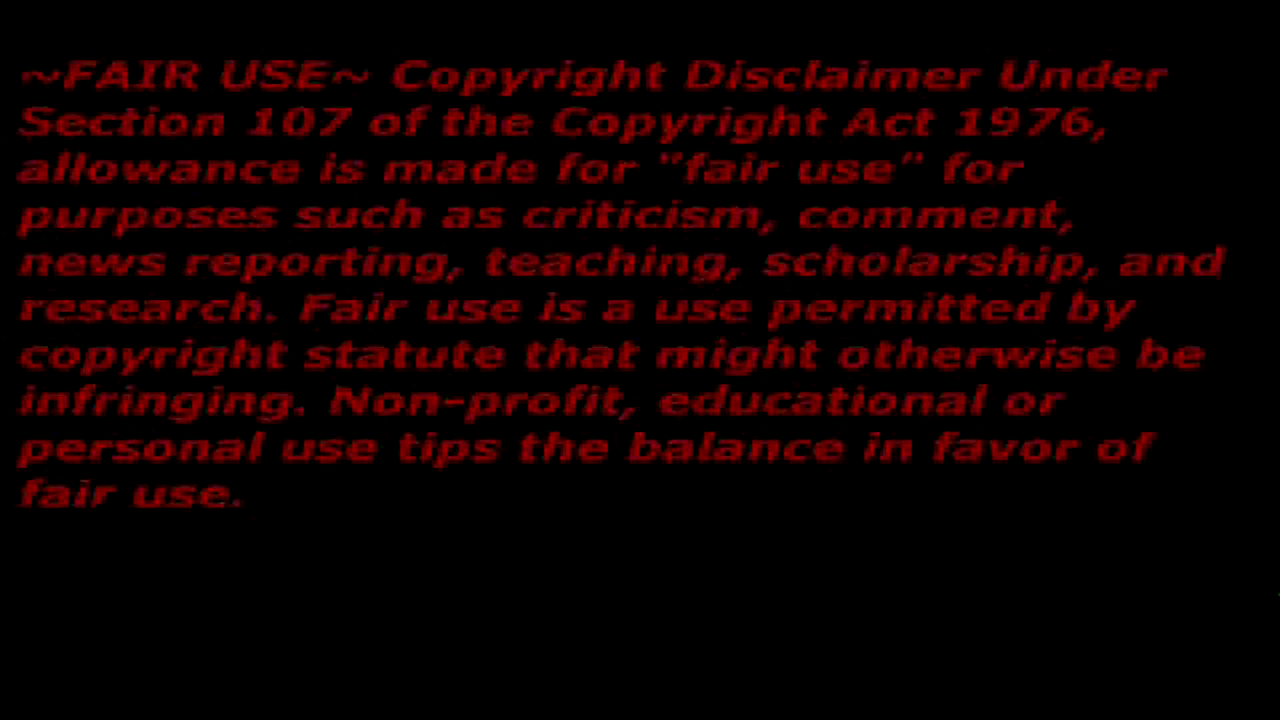 ~FAIR USE~ Copyright Disclaimer Under
Section 107 of the Copyright Act 1976,
allowance is made for "fair use" for
purposes such as criticism, comment,
news reporting, teaching, scholarship, and
research. Fair use is a use permitted by
copyright statute that might otherwise be
infringing. Non-profit, educational or
personal use tips the balance in favor of
fair use.